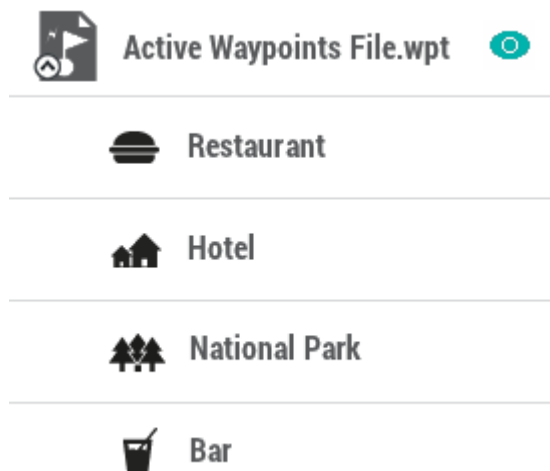 Active Waypoints File.wpt
Restaurant
Hotel
National Park
Bar